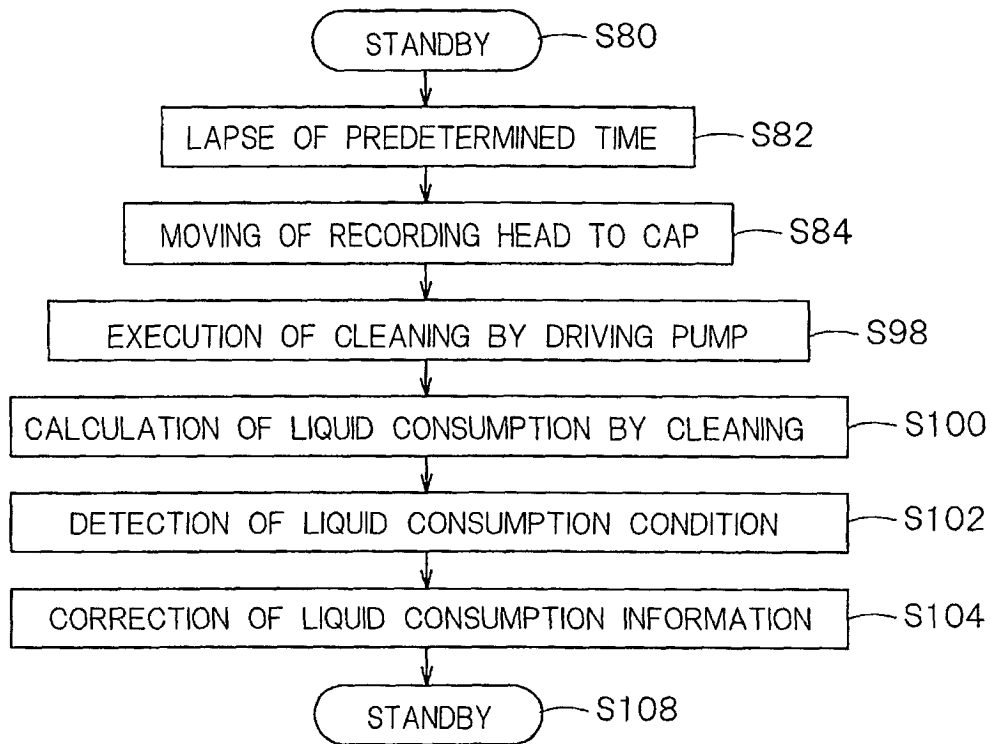 STANDBY S80
LAPSE OF PREDETERMINED TIME S82
MOVING OF RECORDING HEAD TO CAP S84
EXECUTION OF CLEANING BY DRIVING PUMP S98
CALCULATION OF LIQUID CONSUMPTION BY CLEANING S100
DETECTION OF LIQUID CONSUMPTION CONDITION S102
CORRECTION OF LIQUID CONSUMPTION INFORMATION S104
STANDBY S108